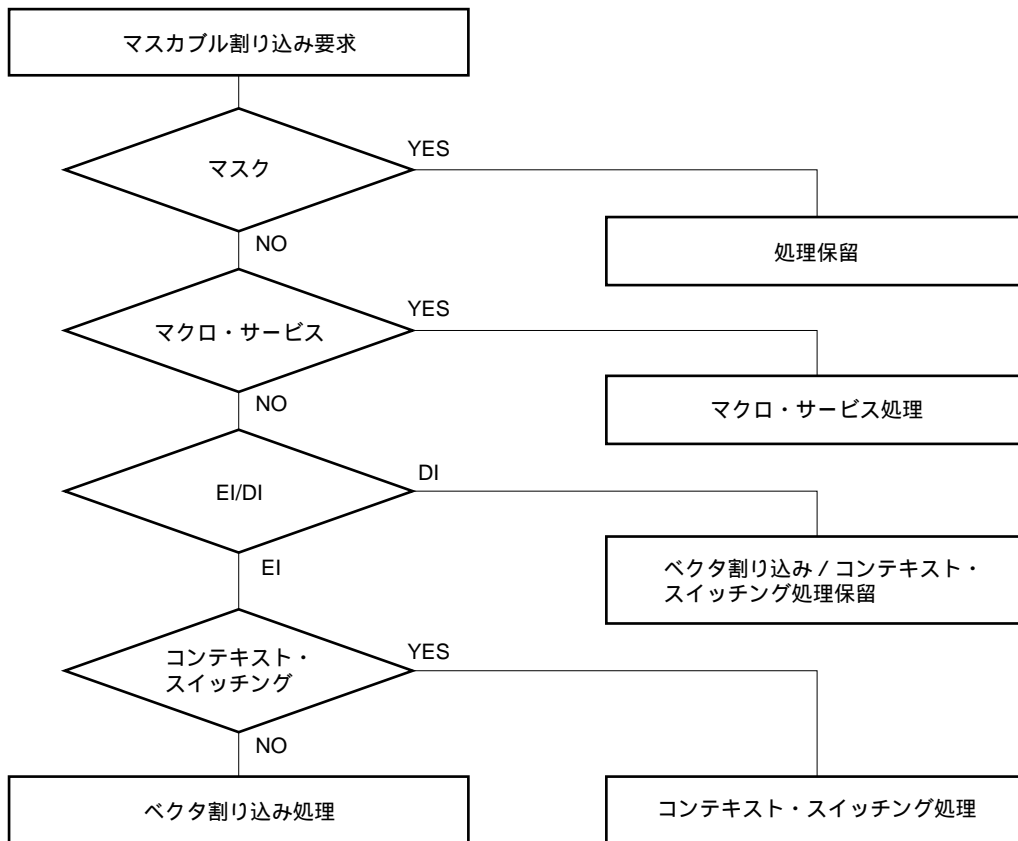 マスカブル割り込み要求
マスク
YES
NO
処理保留
マクロ・サービス
YES
NO
マクロ・サービス処理
EI/DI
DI
EI
ベクタ割り込み / コンテキスト・
スイッチング処理保留
コンテキスト・
スイッチング
YES
NO
ベクタ割り込み処理
コンテキスト・スイッチング処理